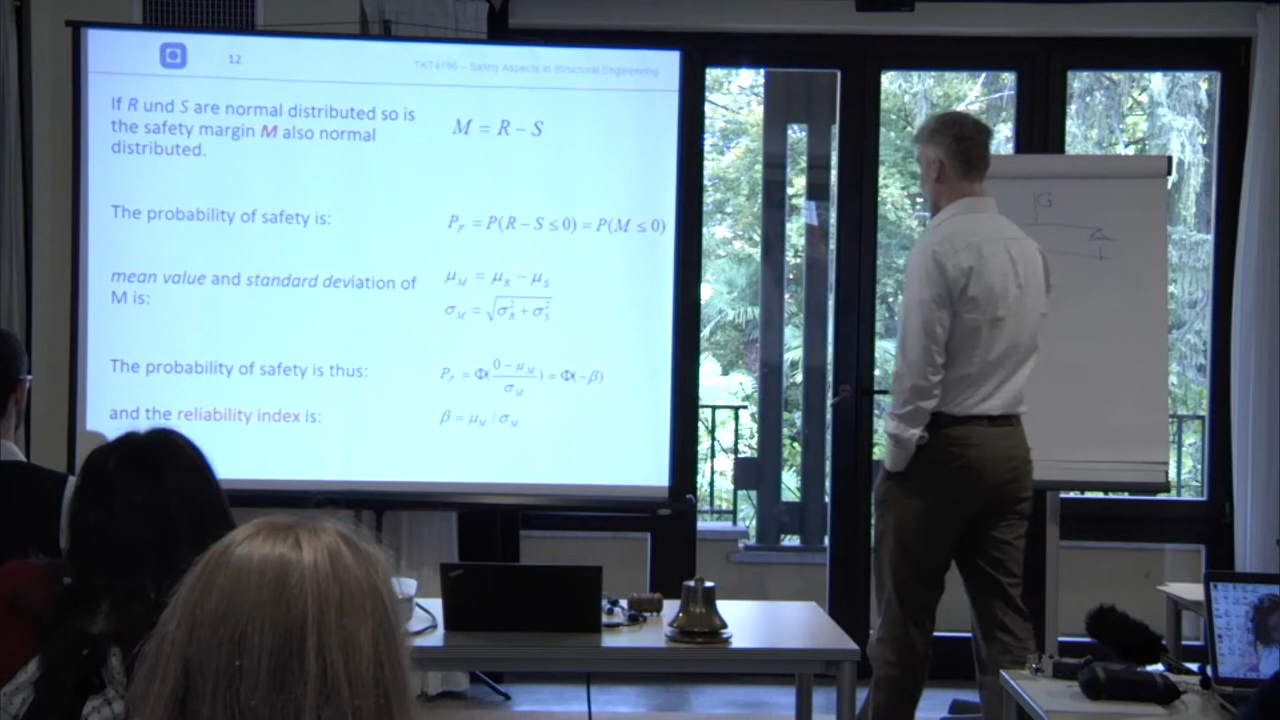 12
TKT4196 – Safety Aspects in Structural Engineering
If R und S are normal distributed so is
the safety margin M also normal
distributed.
M = R − S
The probability of safety is:
P_F = P(R − S ≤ 0) = P(M ≤ 0)
mean value and standard deviation of
M is:
μ_M = μ_R − μ_S
σ_M = √(σ_R² + σ_S²)
The probability of safety is thus:
P_F = Φ((0 − μ_M)/σ_M) = Φ(−β)
and the reliability index is:
β = μ_M / σ_M
G